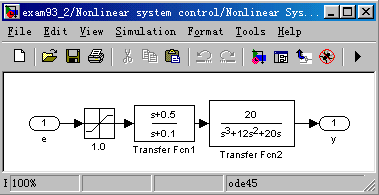 exam93_2/Nonlinear system control/Nonlinear Sys...
File Edit View Simulation Format Tools Help
1
e
1.0
s+0.5
s+0.1
Transfer Fcn1
20
s³+12s²+20s
Transfer Fcn2
1
y
100%
ode45